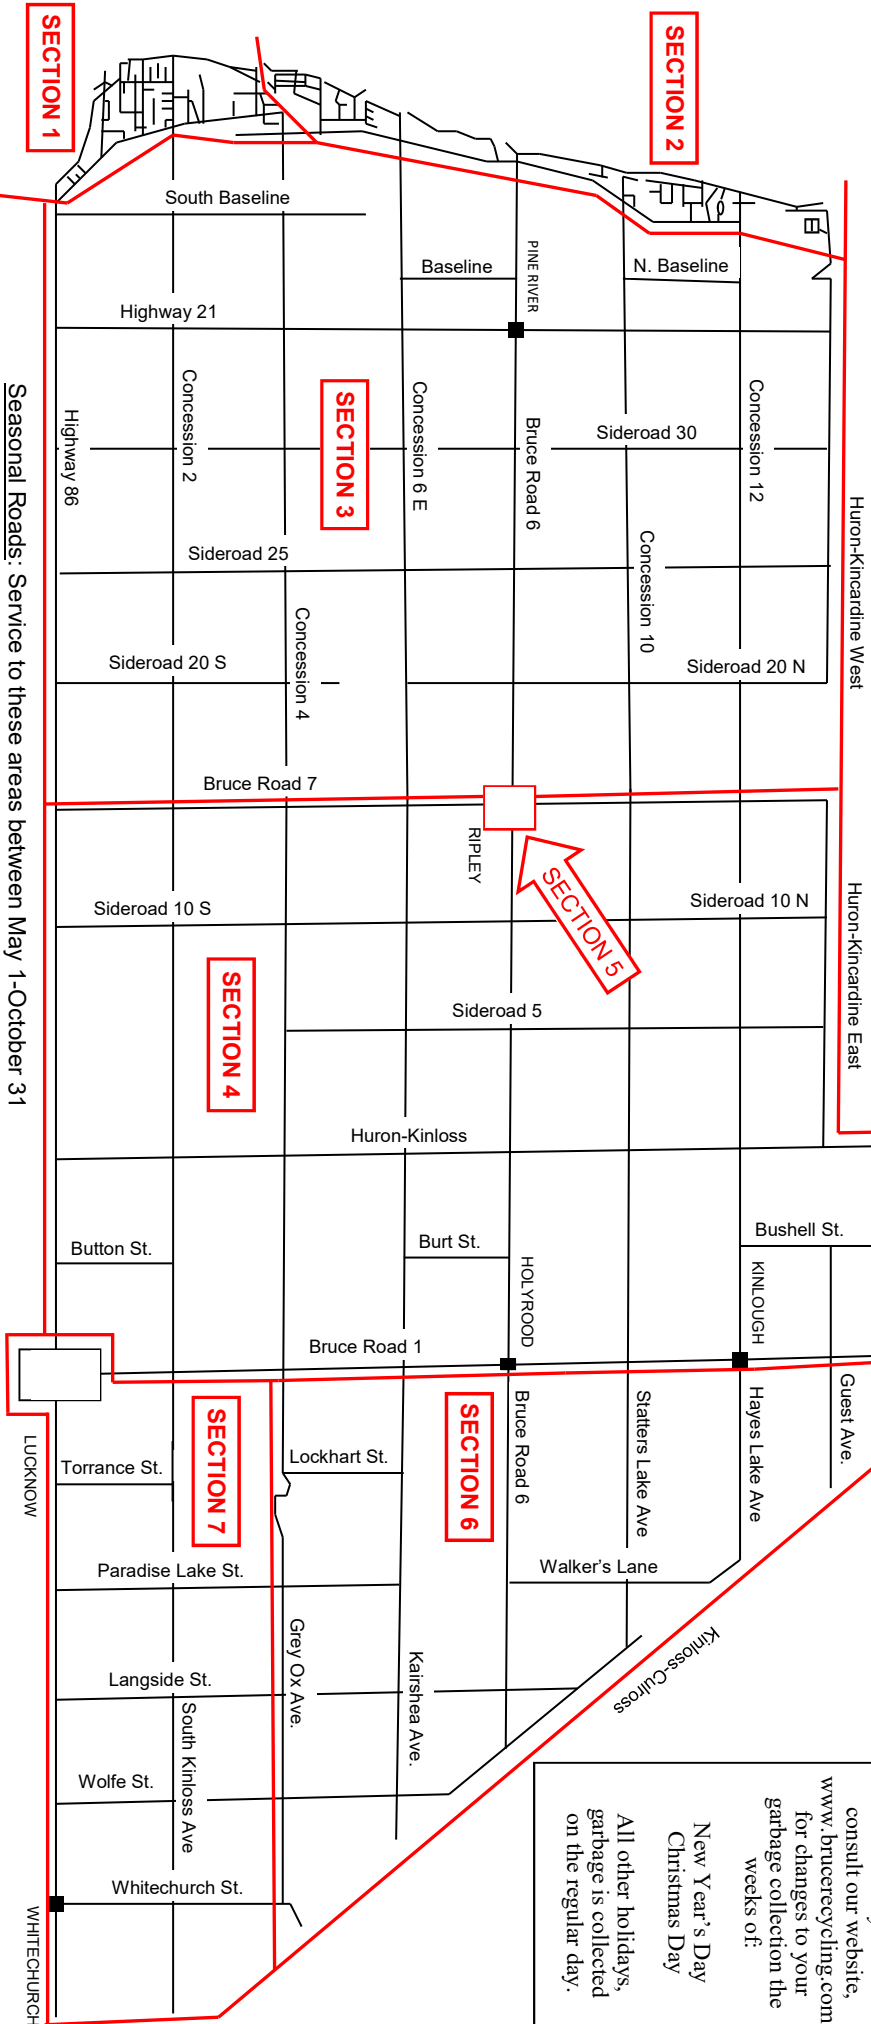 SECTION 1
SECTION 2
South Baseline
Baseline
PINE RIVER
N. Baseline
Highway 21
Highway 86
Concession 2
SECTION 3
Concession 6 E
Bruce Road 6
Sideroad 30
Concession 12
Huron-Kincardine West
Sideroad 25
Concession 10
Sideroad 20 S
Concession 4
Sideroad 20 N
Bruce Road 7
RIPLEY
SECTION 5
Sideroad 10 S
Sideroad 10 N
Huron-Kincardine East
SECTION 4
Sideroad 5
Huron-Kinloss
Button St.
Burt St.
HOLYROOD
Bushell St.
KINLOUGH
Bruce Road 1
Guest Ave.
LUCKNOW
Torrance St.
SECTION 7
Lockhart St.
SECTION 6
Bruce Road 6
Statters Lake Ave
Hayes Lake Ave
Paradise Lake St.
Walker's Lane
Grey Ox Ave.
Kairshea Ave.
Kinloss-Culross
Langside St.
South Kinloss Ave
Wolfe St.
Whitechurch St.
WHITECHURCH
Seasonal Roads: Service to these areas between May 1-October 31
consult our website,
www.brucerecycling.com
for changes to your
garbage collection the
weeks of:
New Year's Day
Christmas Day
All other holidays,
garbage is collected
on the regular day.